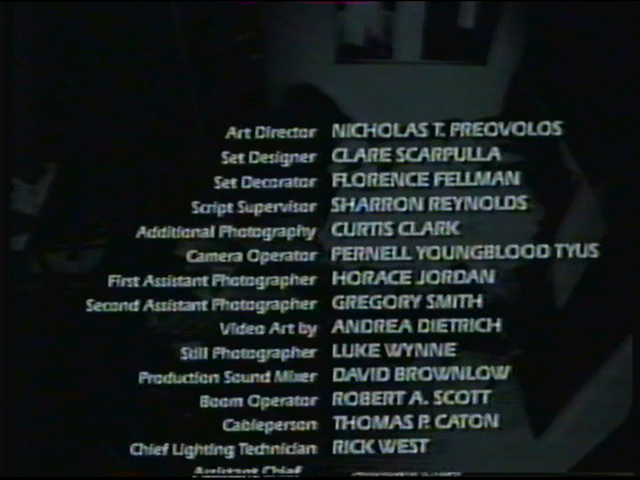 Art Director NICHOLAS T. PREOVOLOS
Set Designer CLARE SCARPULLA
Set Decorator FLORENCE FELLMAN
Script Supervisor SHARRON REYNOLDS
Additional Photography CURTIS CLARK
Camera Operator PERNELL YOUNGBLOOD TYUS
First Assistant Photographer HORACE JORDAN
Second Assistant Photographer GREGORY SMITH
Video Art by ANDREA DIETRICH
Still Photographer LUKE WYNNE
Production Sound Mixer DAVID BROWNLOW
Boom Operator ROBERT A. SCOTT
Cableperson THOMAS P. CATON
Chief Lighting Technician RICK WEST
Assistant Chief